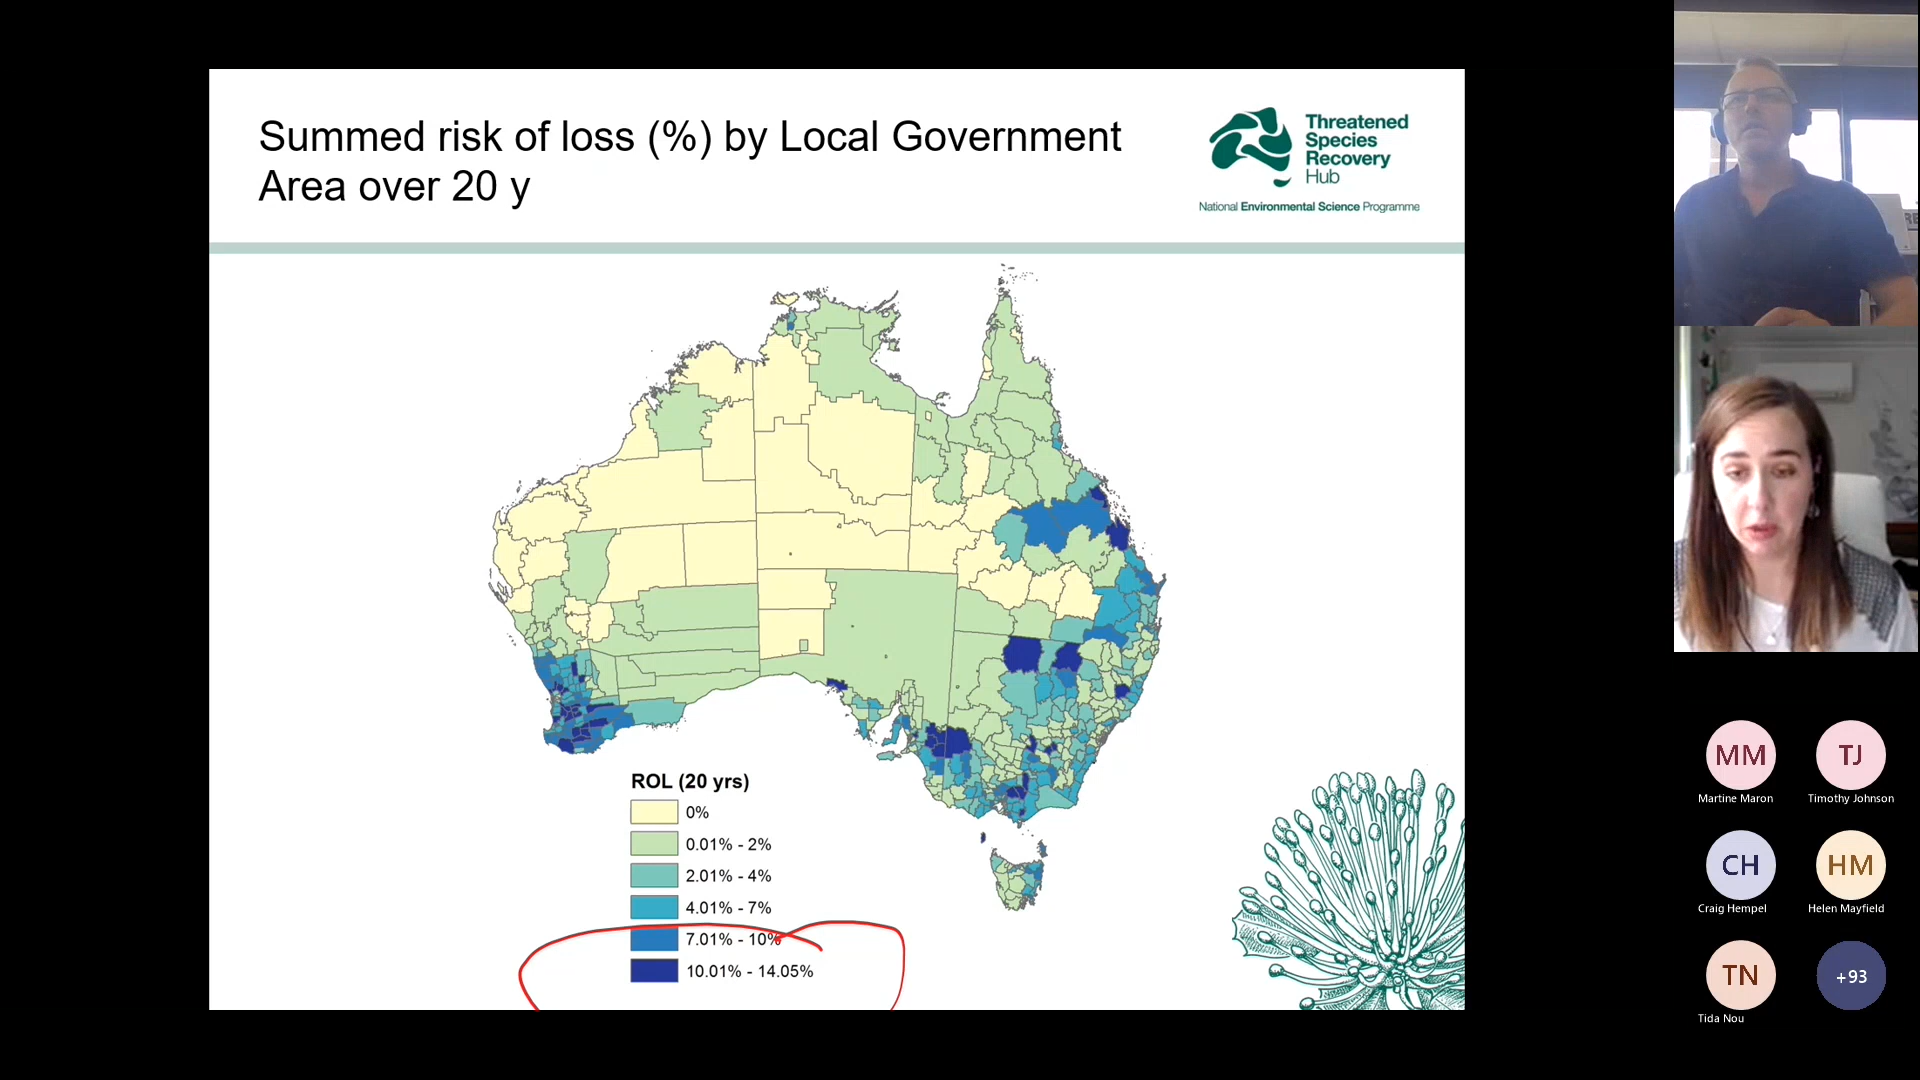 Summed risk of loss (%) by Local Government
Area over 20 y
Threatened
Species
Recovery
Hub
National Environmental Science Programme
ROL (20 yrs)
0%
0.01% - 2%
2.01% - 4%
4.01% - 7%
7.01% - 10%
10.01% - 14.05%
MM
Martine Maron
TJ
Timothy Johnson
CH
Craig Hempel
HM
Helen Mayfield
TN
Tida Nou
+93